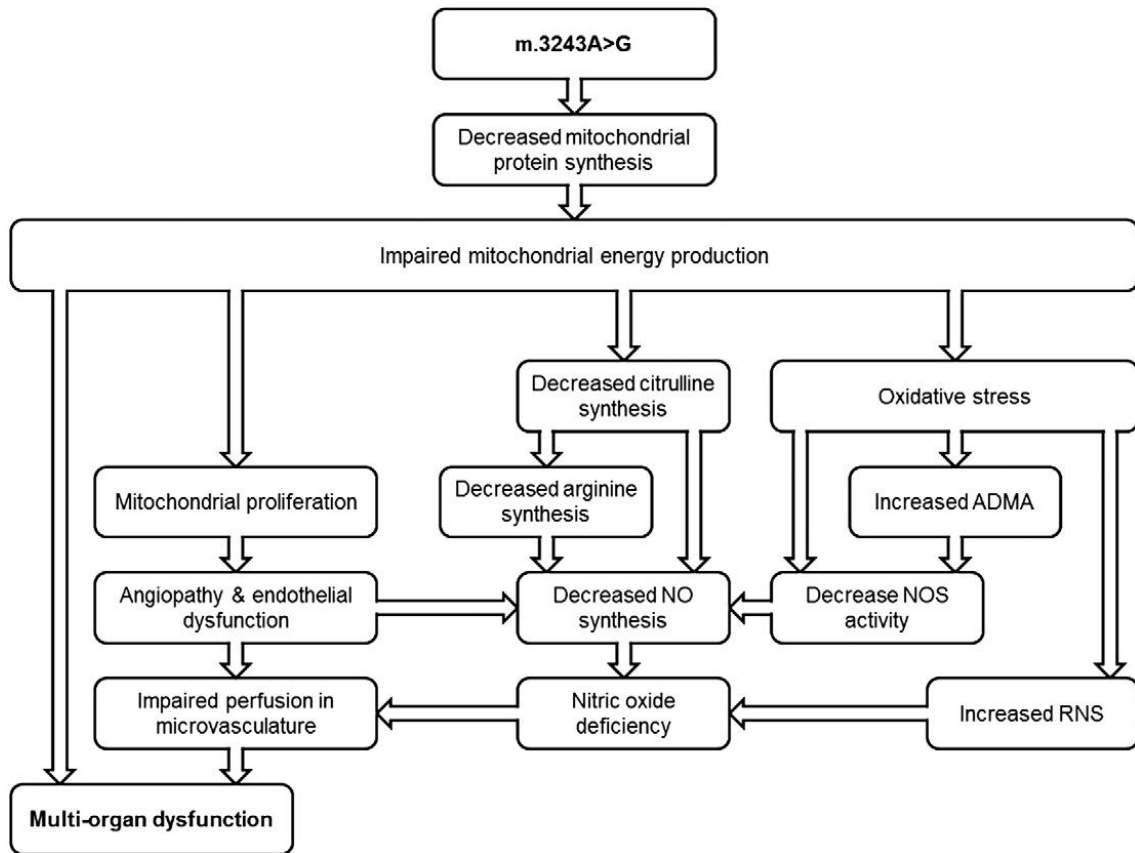 m.3243A>G
Decreased mitochondrial
protein synthesis
Impaired mitochondrial energy production
Decreased citrulline
synthesis
Oxidative stress
Mitochondrial proliferation
Decreased arginine
synthesis
Increased ADMA
Angiopathy & endothelial
dysfunction
Decreased NO
synthesis
Decrease NOS
activity
Impaired perfusion in
microvasculature
Nitric oxide
deficiency
Increased RNS
Multi-organ dysfunction